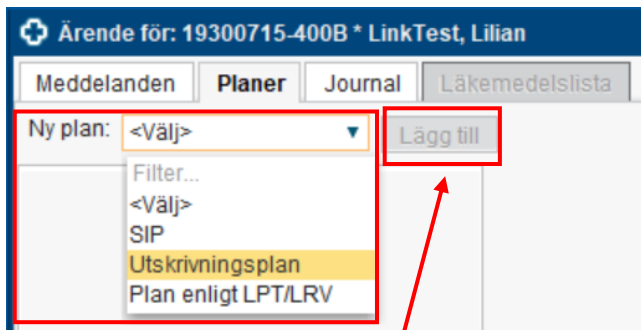 Ärende för: 19300715-400B * LinkTest, Lilian
Meddelanden Planer Journal Läkemedelslista
Ny plan: <Välj> Lägg till
Filter...
<Välj>
SIP
Utskrivningsplan
Plan enligt LPT/LRV